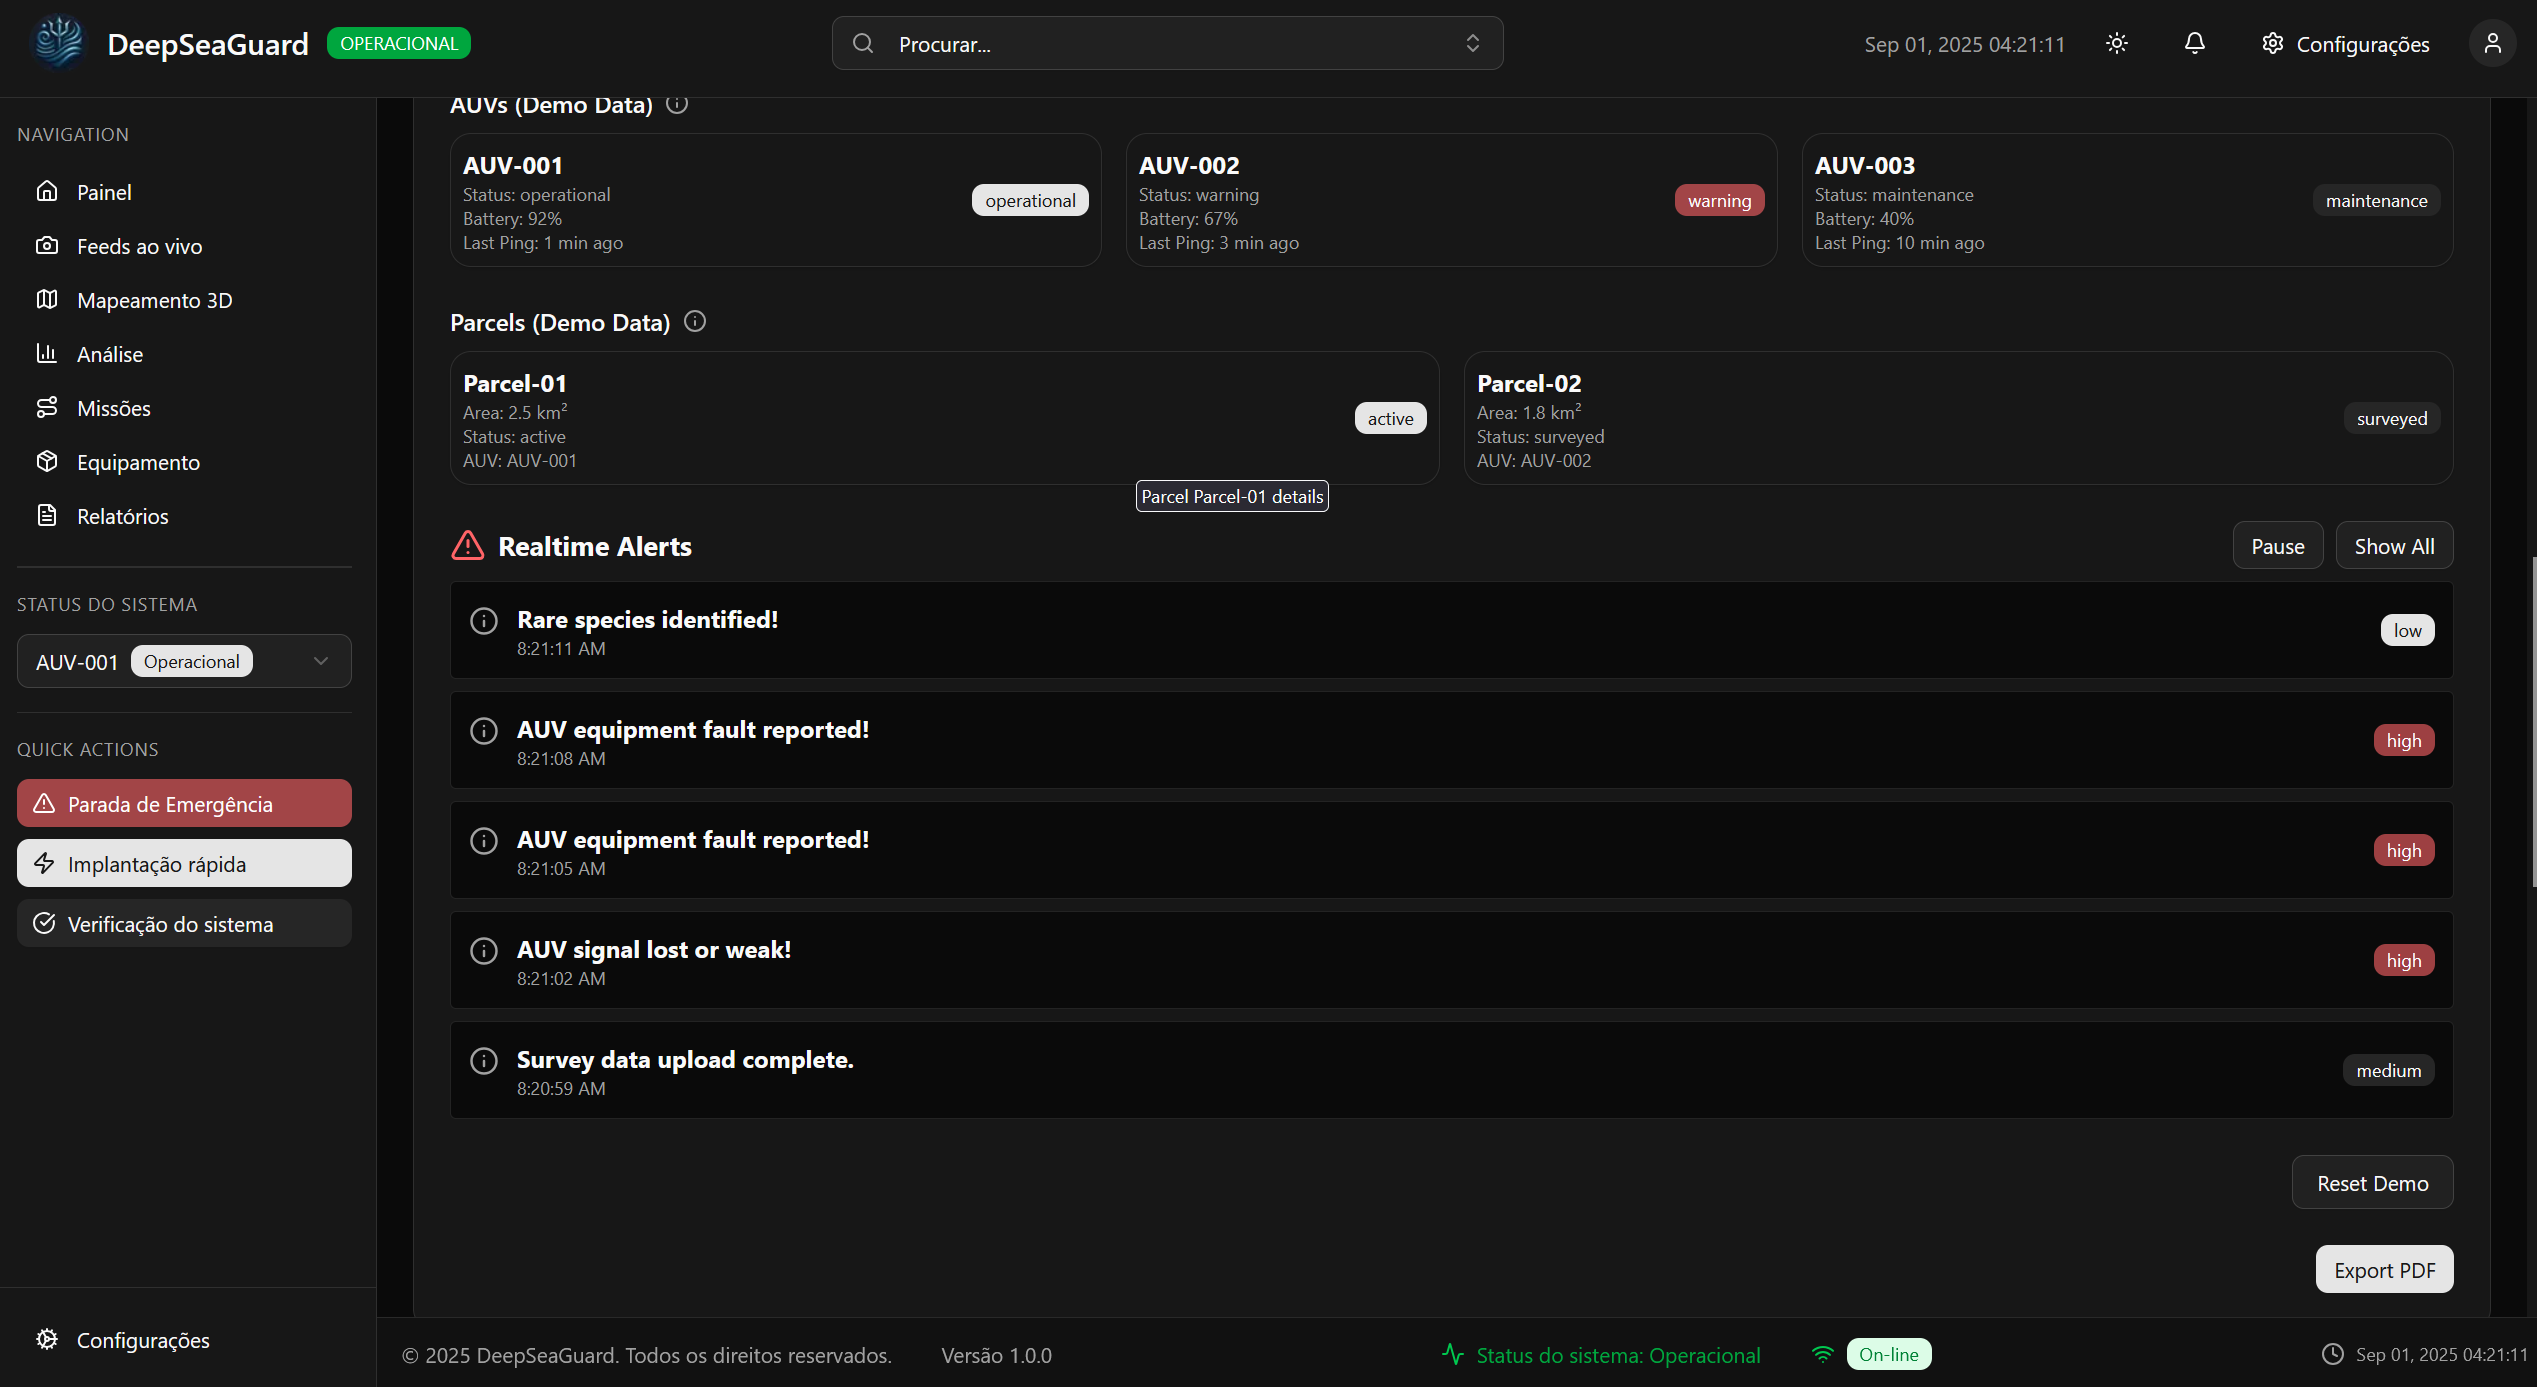 DeepSeaGuard OPERACIONAL
Procurar...
Sep 01, 2025 04:21:11
Configurações
NAVIGATION
Painel
Feeds ao vivo
Mapeamento 3D
Análise
Missões
Equipamento
Relatórios
STATUS DO SISTEMA
AUV-001 Operacional
QUICK ACTIONS
Parada de Emergência
Implantação rápida
Verificação do sistema
Configurações
AUVs (Demo Data)
AUV-001
Status: operational
Battery: 92%
Last Ping: 1 min ago
operational
AUV-002
Status: warning
Battery: 67%
Last Ping: 3 min ago
warning
AUV-003
Status: maintenance
Battery: 40%
Last Ping: 10 min ago
maintenance
Parcels (Demo Data)
Parcel-01
Area: 2.5 km²
Status: active
AUV: AUV-001
active
Parcel-02
Area: 1.8 km²
Status: surveyed
AUV: AUV-002
surveyed
Parcel Parcel-01 details
Realtime Alerts
Pause
Show All
Rare species identified!
8:21:11 AM
low
AUV equipment fault reported!
8:21:08 AM
high
AUV equipment fault reported!
8:21:05 AM
high
AUV signal lost or weak!
8:21:02 AM
high
Survey data upload complete.
8:20:59 AM
medium
Reset Demo
Export PDF
© 2025 DeepSeaGuard. Todos os direitos reservados.
Versão 1.0.0
Status do sistema: Operacional
On-line
Sep 01, 2025 04:21:11